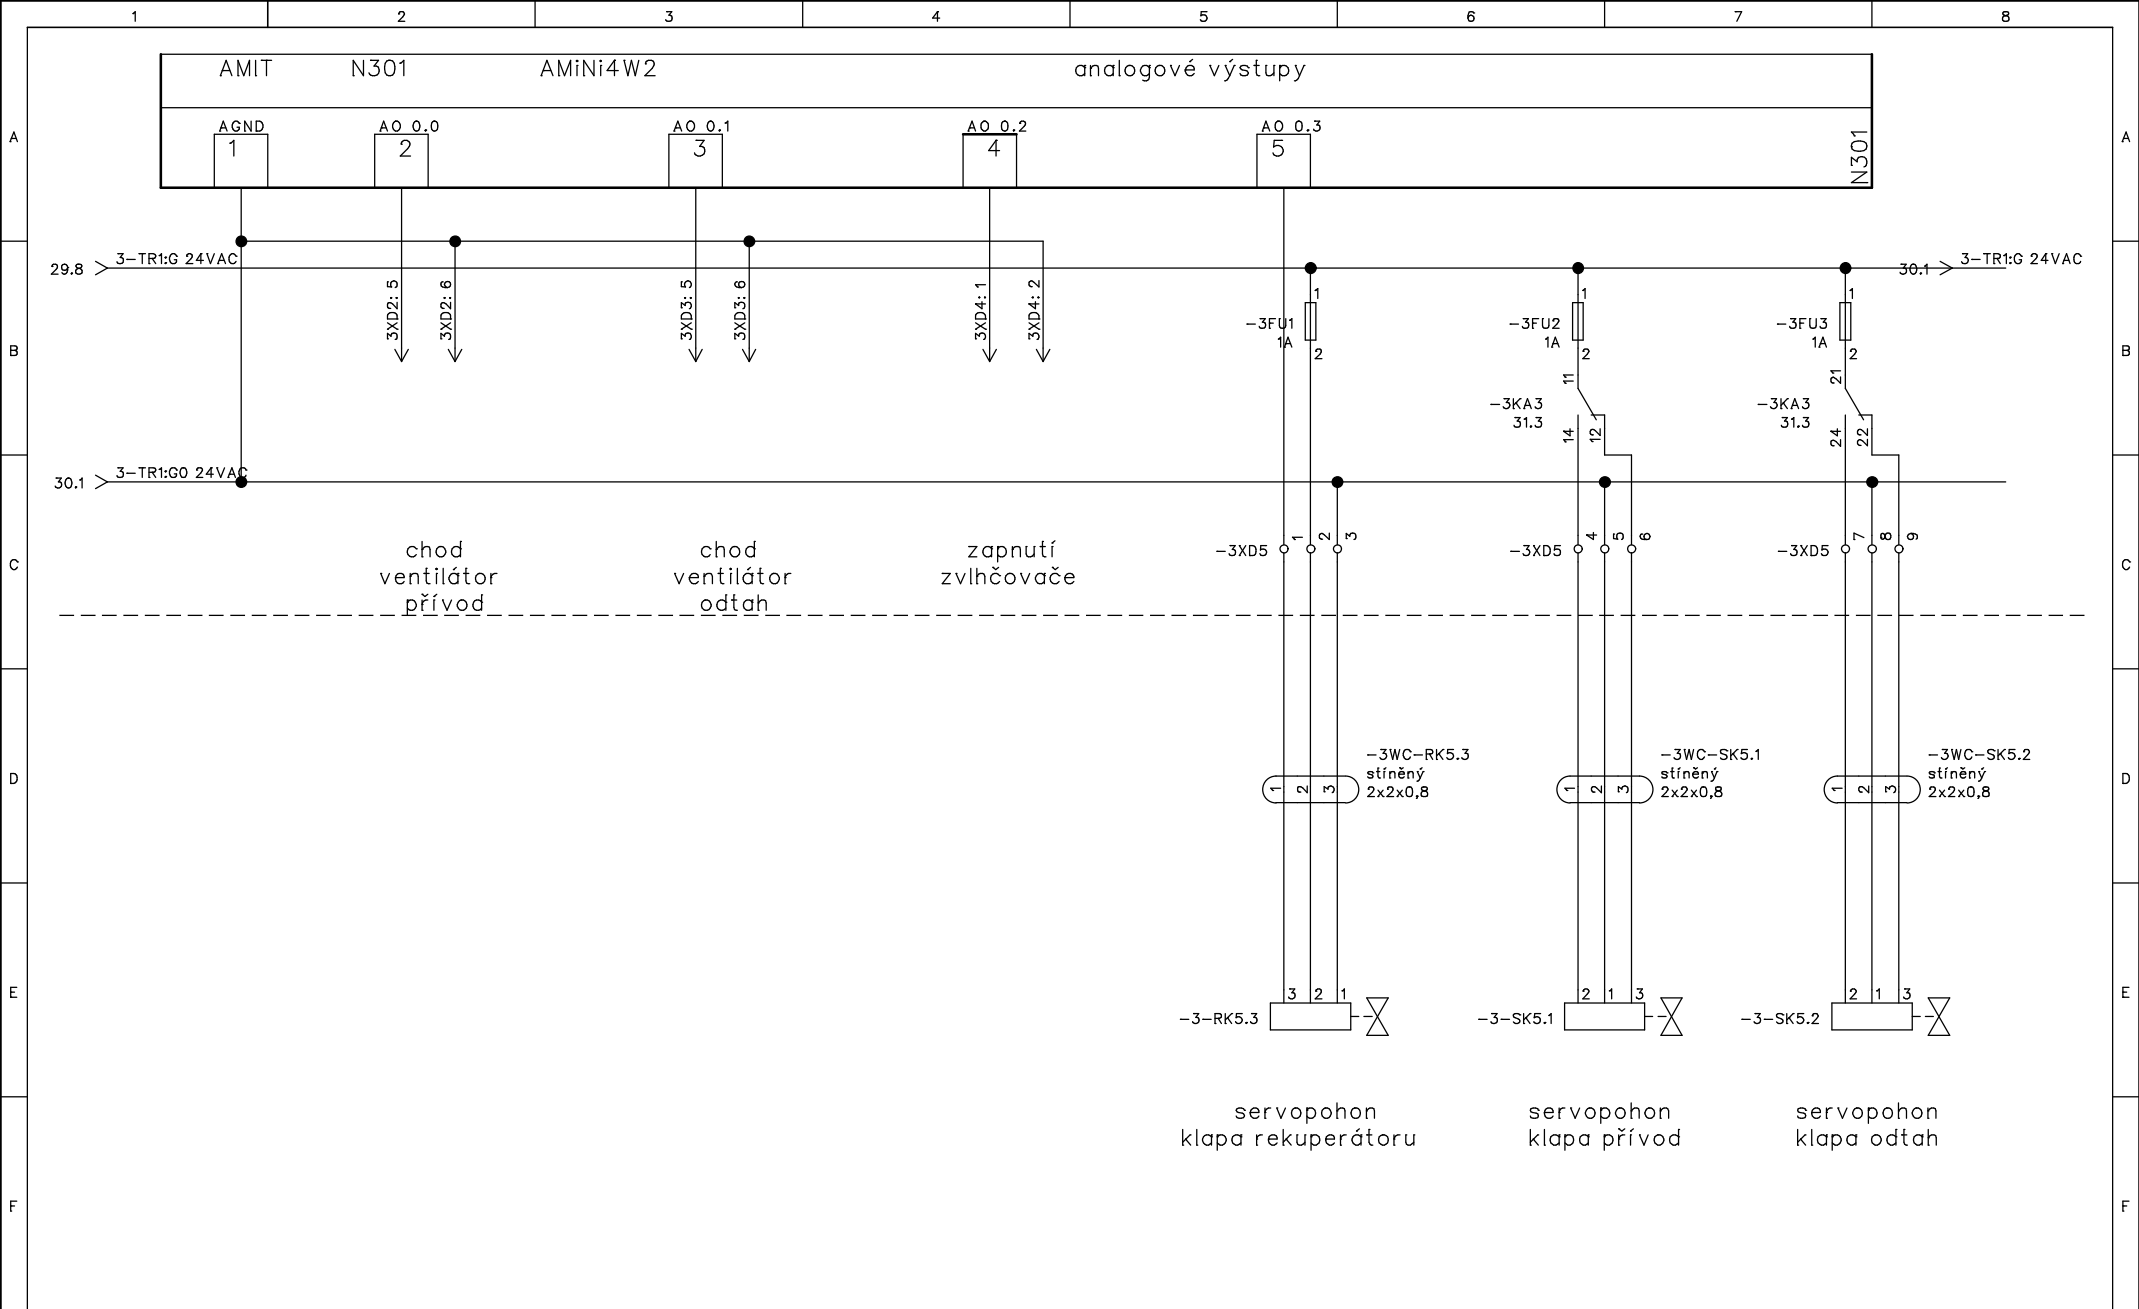 1 2 3 4 5 6 7 8
AMIT N301 AMiNi4W2 analogové výstupy
A AGND AO 0.0 AO 0.1 AO 0.2 AO 0.3 N301 A
1 2 3 4 5
29.8 3-TR1:G 24VAC 30.1 3-TR1:G 24VAC
3XD2: 5 3XD2: 6 3XD3: 5 3XD3: 6 3XD4: 1 3XD4: 2
1 1 1
-3FU1 -3FU2 -3FU3
1A 1A 1A
B 2 2 2 B
11 21
-3KA3 -3KA3
31.3 31.3
14 12 24 22
30.1 3-TR1:G0 24VAC
-3XD5 1 2 3 -3XD5 4 5 6 -3XD5 7 8 9
C C
chod
ventilátor
přívod
chod
ventilátor
odtah
zapnutí
zvlhčovače
-3WC-RK5.3
stíněný
2x2x0,8
-3WC-SK5.1
stíněný
2x2x0,8
-3WC-SK5.2
stíněný
2x2x0,8
D D
1 2 3 1 2 3 1 2 3
E 3 2 1 2 1 3 2 1 3 E
-3-RK5.3 -3-SK5.1 -3-SK5.2
servopohon
klapa rekuperátoru
servopohon
klapa přívod
servopohon
klapa odtah
F F